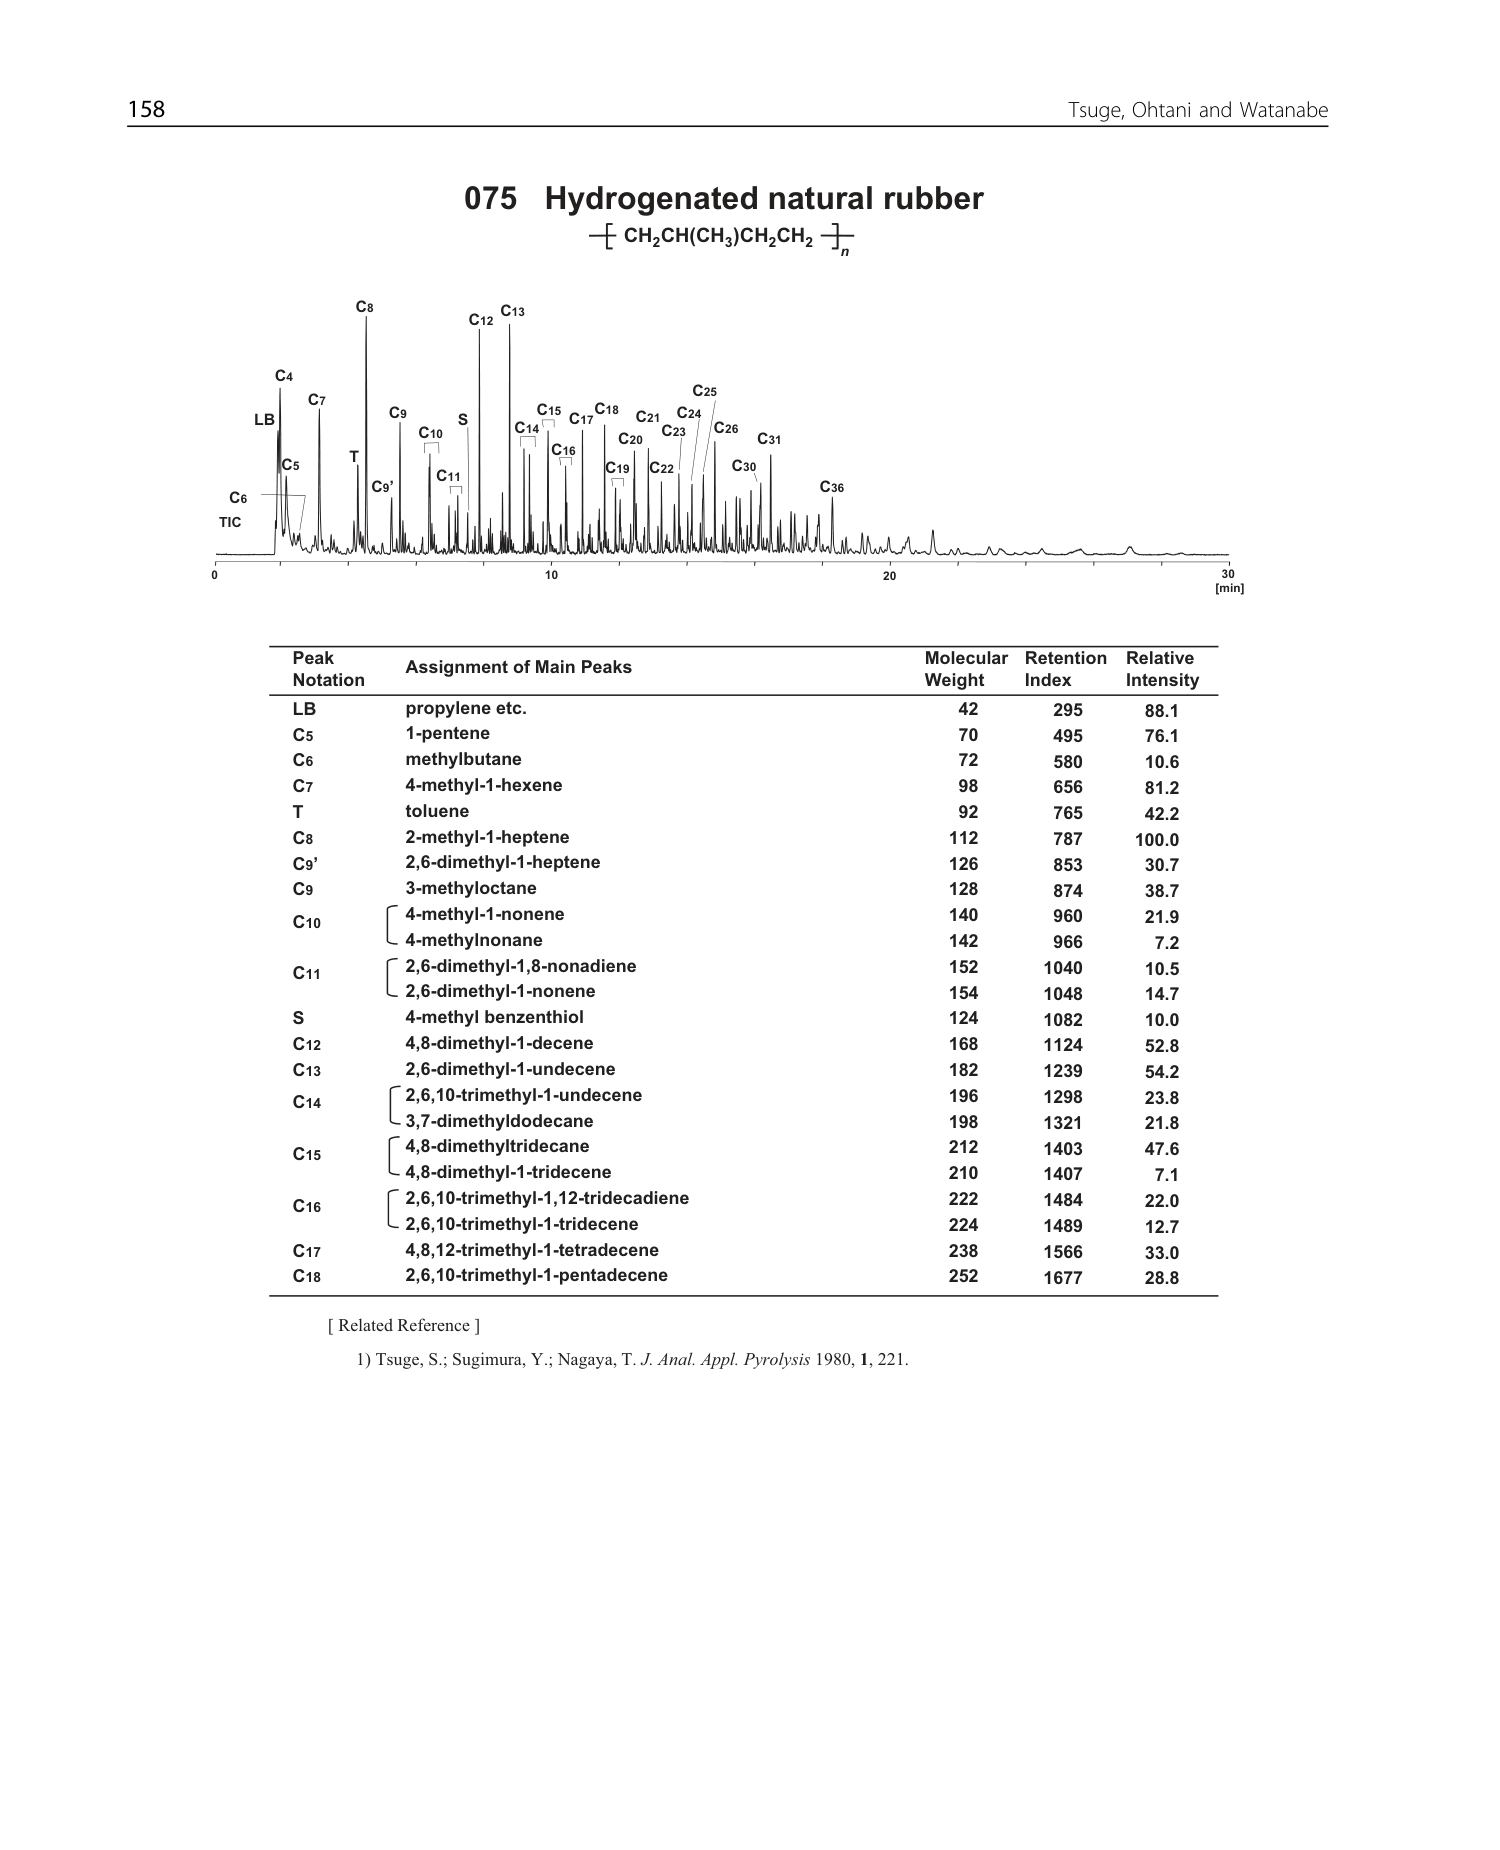 158 Tsuge, Ohtani and Watanabe
075 Hydrogenated natural rubber
[ CH2CH(CH3)CH2CH2 ]n
C8
C13
C12
C4
C25
C7
C18
C15
C24
C9
LB
S
C17
C21
C14
C26
C10
C23
C20
C31
C16
T
C5
C30
C19
C22
C11
C9’
C36
C6
TIC
0 10 20 30
[min]
Peak Notation Assignment of Main Peaks Molecular Weight Retention Index Relative Intensity
LB propylene etc. 42 295 88.1
C5 1-pentene 70 495 76.1
C6 methylbutane 72 580 10.6
C7 4-methyl-1-hexene 98 656 81.2
T toluene 92 765 42.2
C8 2-methyl-1-heptene 112 787 100.0
C9’ 2,6-dimethyl-1-heptene 126 853 30.7
C9 3-methyloctane 128 874 38.7
C10 4-methyl-1-nonene 140 960 21.9
4-methylnonane 142 966 7.2
C11 2,6-dimethyl-1,8-nonadiene 152 1040 10.5
2,6-dimethyl-1-nonene 154 1048 14.7
S 4-methyl benzenthiol 124 1082 10.0
C12 4,8-dimethyl-1-decene 168 1124 52.8
C13 2,6-dimethyl-1-undecene 182 1239 54.2
C14 2,6,10-trimethyl-1-undecene 196 1298 23.8
3,7-dimethyldodecane 198 1321 21.8
C15 4,8-dimethyltridecane 212 1403 47.6
4,8-dimethyl-1-tridecene 210 1407 7.1
C16 2,6,10-trimethyl-1,12-tridecadiene 222 1484 22.0
2,6,10-trimethyl-1-tridecene 224 1489 12.7
C17 4,8,12-trimethyl-1-tetradecene 238 1566 33.0
C18 2,6,10-trimethyl-1-pentadecene 252 1677 28.8
[ Related Reference ]
1) Tsuge, S.; Sugimura, Y.; Nagaya, T. J. Anal. Appl. Pyrolysis 1980, 1, 221.